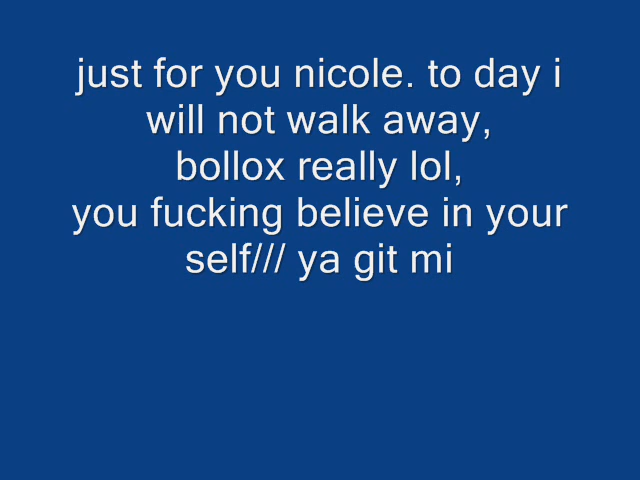 just for you nicole. to day i
will not walk away,
bollox really lol,
you fucking believe in your
self/// ya git mi